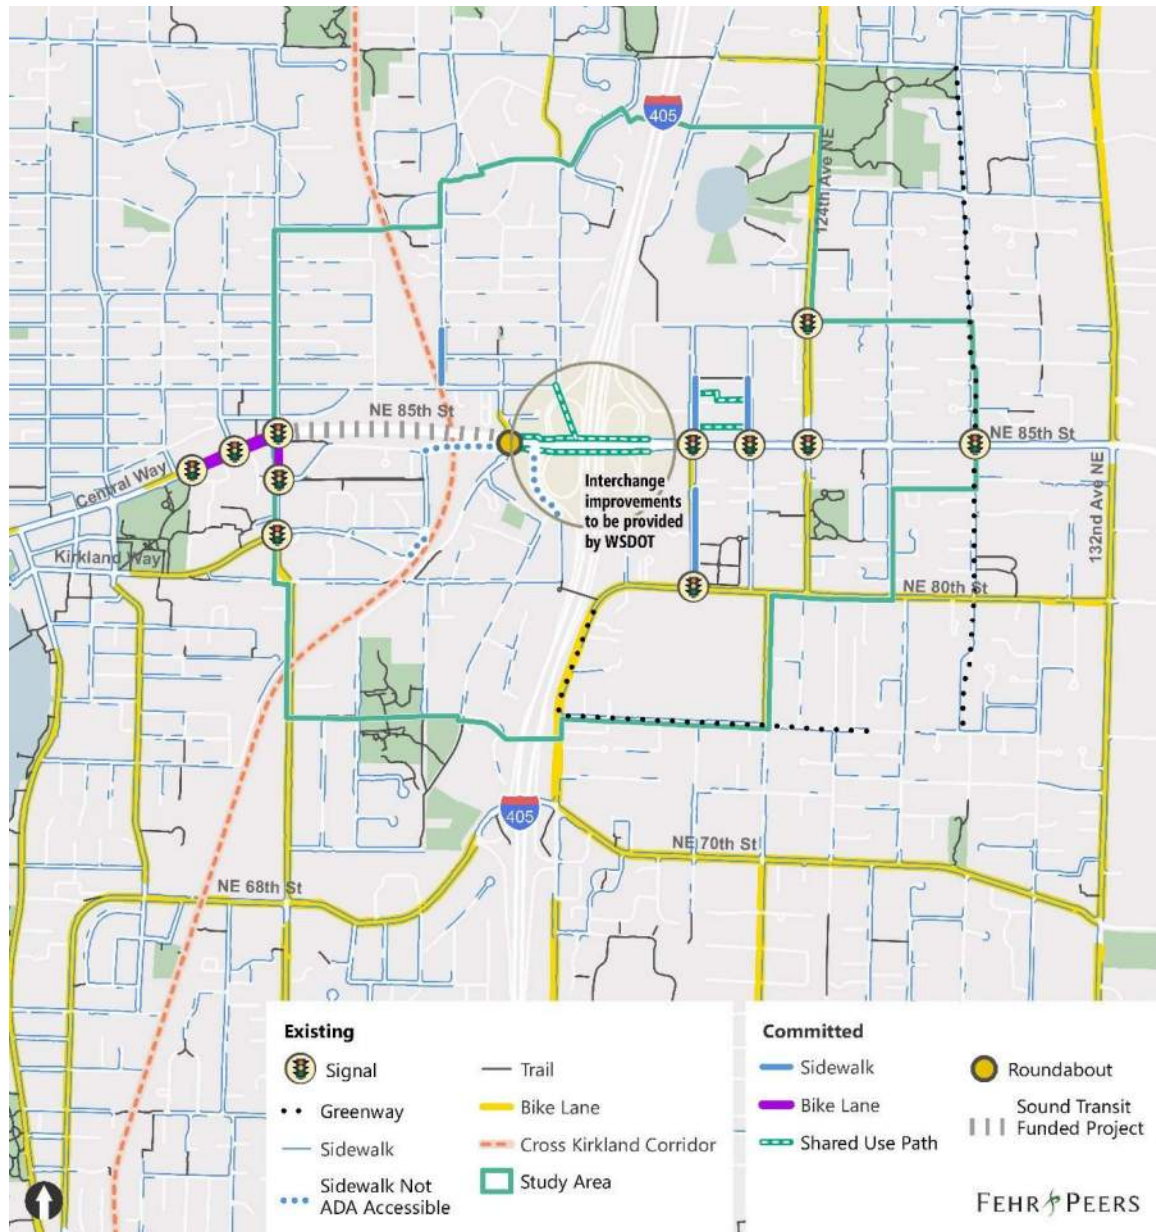 405
124th Ave NE
NE 85th St
NE 85th St
Central Way
Interchange
improvements
to be provided
by WSDOT
132nd Ave NE
Kirkland Way
NE 80th St
405
NE 70th St
NE 68th St
Existing
Signal
Greenway
Sidewalk
Sidewalk Not
ADA Accessible
Trail
Bike Lane
Cross Kirkland Corridor
Study Area
Committed
Sidewalk
Bike Lane
Shared Use Path
Roundabout
Sound Transit
Funded Project
FEHR PEERS